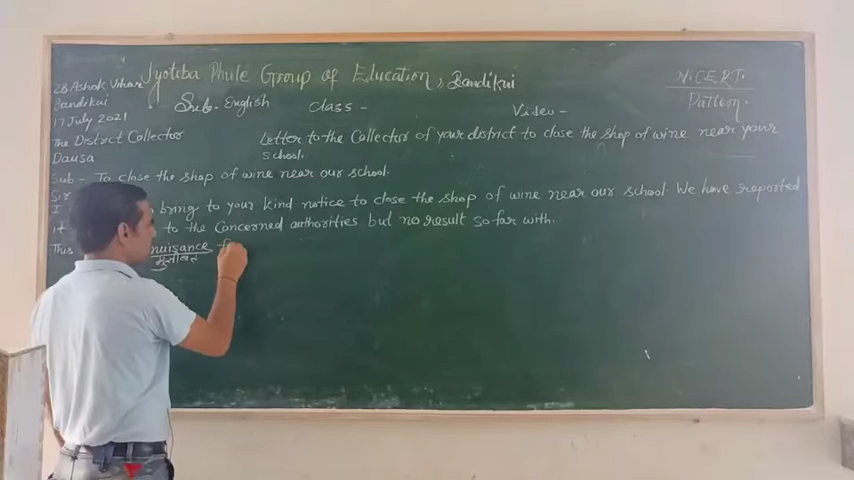 Jyotiba Phule Group of Education, Bandikui
N.C.E.R.T.
Pattern.
Sub- English Class - Video -
28 Ashok Vihar
Bandikui
17 July 2021
The District Collector
Dausa
Letter to the Collector of your district to close the shop of wine near your
school.
Sub - To close the shop of wine near our school.
Sir
I bring to your kind notice to close the shop of wine near our school. We have reported
it to the concerned authorities but no result so far with.
This nuisance
मुसीबत